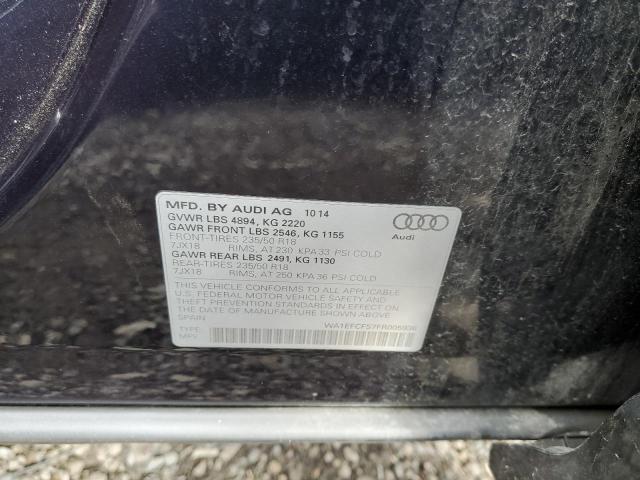 MFD. BY AUDI AG 10 14
GVWR LBS 4894, KG 2220
GAWR FRONT LBS 2546, KG 1155
FRONT-TIRES 235/50 R18
7JX18 RIMS, AT 230 KPA 33 PSI COLD
GAWR REAR LBS 2491, KG 1130
REAR-TIRES 235/50 R18
7JX18 RIMS, AT 250 KPA 36 PSI COLD
Audi
THIS VEHICLE CONFORMS TO ALL APPLICABLE
U.S. FEDERAL MOTOR VEHICLE SAFETY AND
THEFT PREVENTION STANDARDS IN EFFECT ON
THE DATE OF MANUFACTURE SHOWN ABOVE.
SPAIN
WA1EFCFS7FR005936
TYPE:
MPV